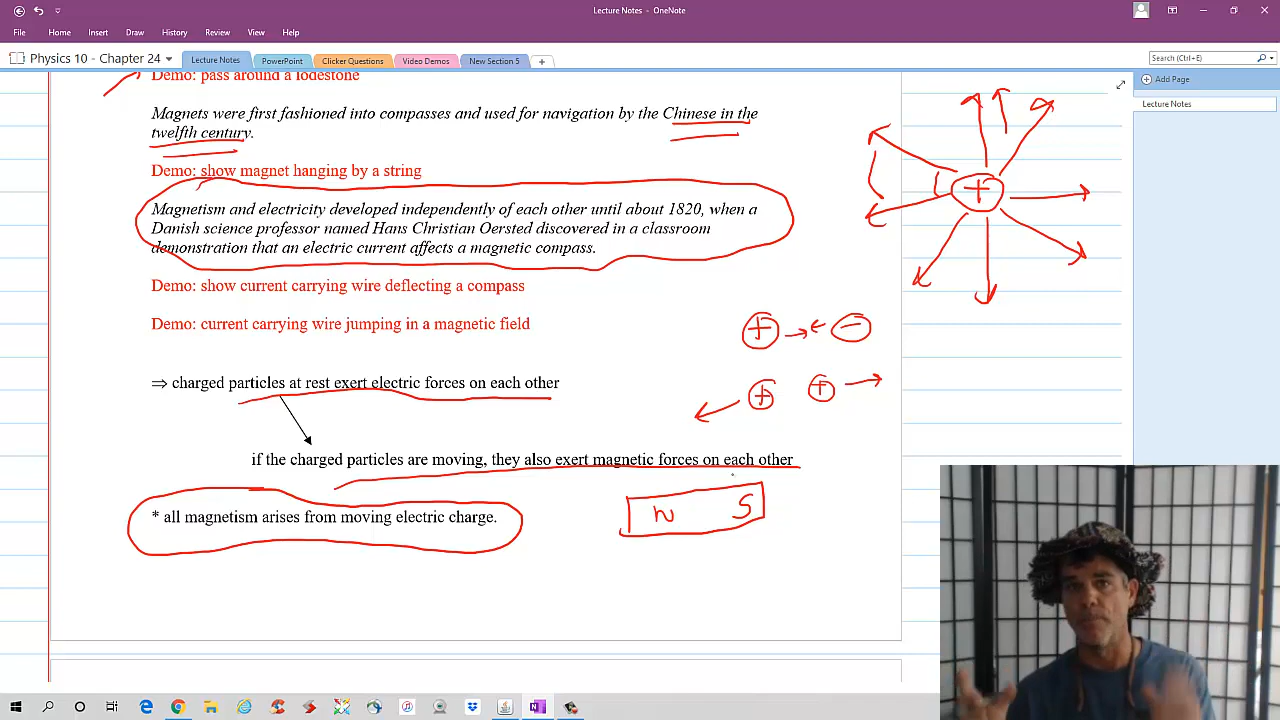 Lecture Notes - OneNote
File Home Insert Draw History Review View Help
Physics 10 - Chapter 24
Lecture Notes PowerPoint Clicker Questions Video Demos New Section 5
Search (Ctrl+E)
Add Page
Lecture Notes
Demo: pass around a lodestone
Magnets were first fashioned into compasses and used for navigation by the Chinese in the
twelfth century.
Demo: show magnet hanging by a string
Magnetism and electricity developed independently of each other until about 1820, when a
Danish science professor named Hans Christian Oersted discovered in a classroom
demonstration that an electric current affects a magnetic compass.
Demo: show current carrying wire deflecting a compass
Demo: current carrying wire jumping in a magnetic field
+
+ −
+ +
⇒ charged particles at rest exert electric forces on each other
if the charged particles are moving, they also exert magnetic forces on each other
* all magnetism arises from moving electric charge.
N S